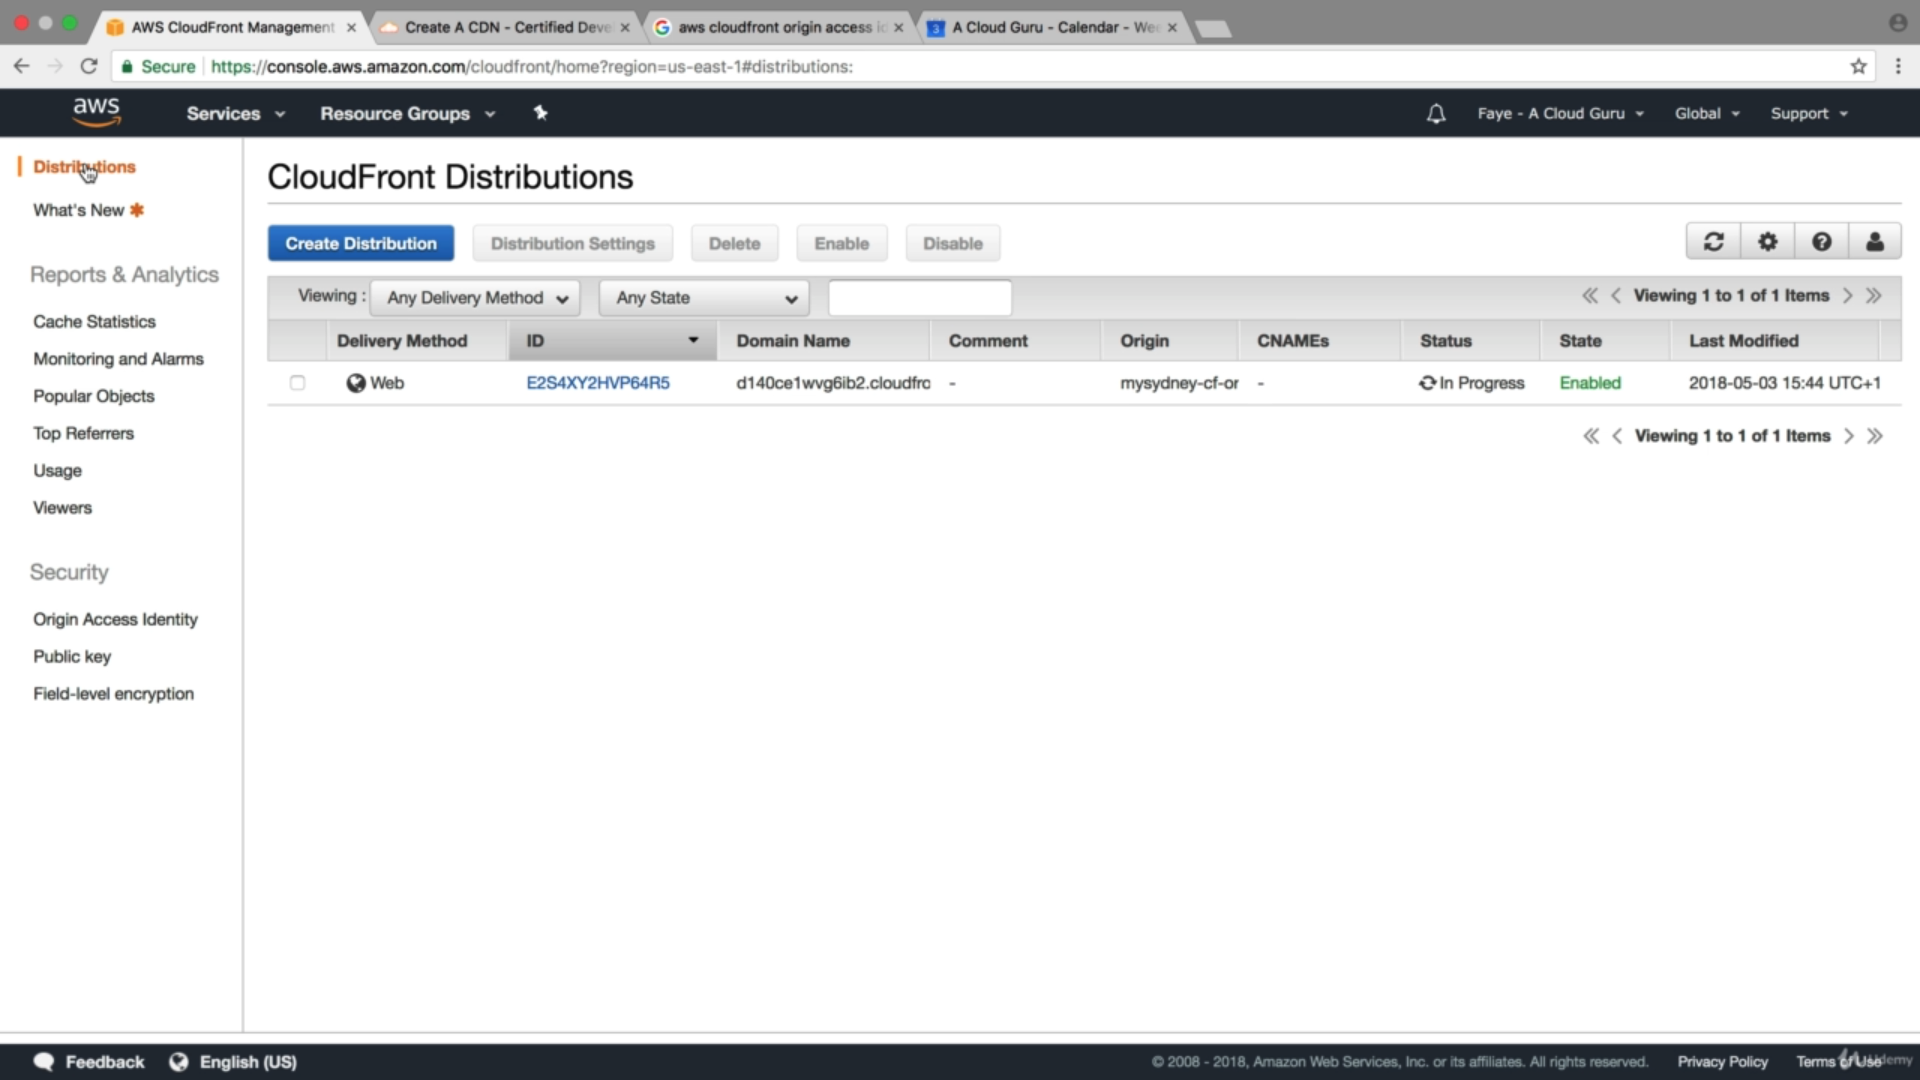 AWS CloudFront Management
Create A CDN - Certified Deve
aws cloudfront origin access id
3
A Cloud Guru - Calendar - Wee
Secure
https://console.aws.amazon.com/cloudfront/home?region=us-east-1#distributions:
aws
Services
Resource Groups
Faye - A Cloud Guru
Global
Support
Distributions
What's New
Reports & Analytics
Cache Statistics
Monitoring and Alarms
Popular Objects
Top Referrers
Usage
Viewers
Security
Origin Access Identity
Public key
Field-level encryption
CloudFront Distributions
Create Distribution
Distribution Settings
Delete
Enable
Disable
Viewing :
Any Delivery Method
Any State
Viewing 1 to 1 of 1 Items
Delivery Method
ID
Domain Name
Comment
Origin
CNAMEs
Status
State
Last Modified
Web
E2S4XY2HVP64R5
d140ce1wvg6ib2.cloudfro
-
mysydney-cf-or
-
In Progress
Enabled
2018-05-03 15:44 UTC+1
Viewing 1 to 1 of 1 Items
Feedback
English (US)
© 2008 - 2018, Amazon Web Services, Inc. or its affiliates. All rights reserved.
Privacy Policy
Terms of Use